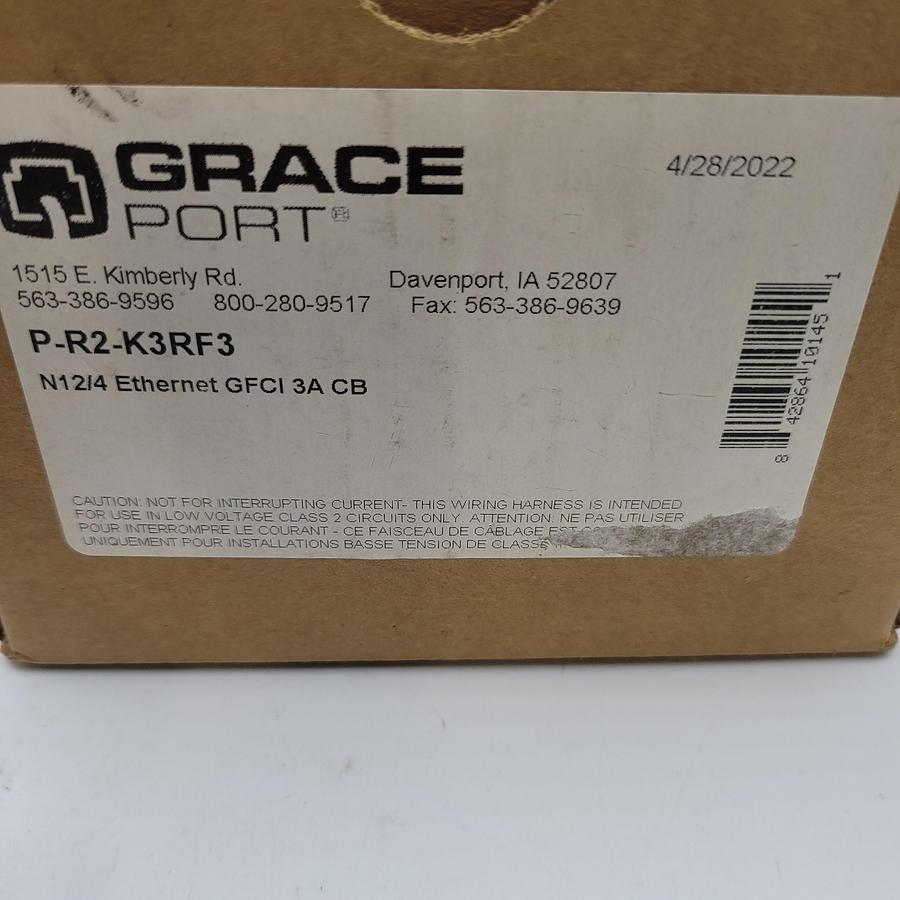 GRACE
PORT®
4/28/2022
1515 E. Kimberly Rd. Davenport, IA 52807
563-386-9596 800-280-9517 Fax: 563-386-9639
P-R2-K3RF3
N12/4 Ethernet GFCI 3A CB
8 42864 10145 1
CAUTION: NOT FOR INTERRUPTING CURRENT- THIS WIRING HARNESS IS INTENDED
FOR USE IN LOW VOLTAGE CLASS 2 CIRCUITS ONLY. ATTENTION: NE PAS UTILISER
POUR INTERROMPRE LE COURANT - CE FAISCEAU DE CÂBLAGE EST
UNIQUEMENT POUR INSTALLATIONS BASSE TENSION DE CLASSE